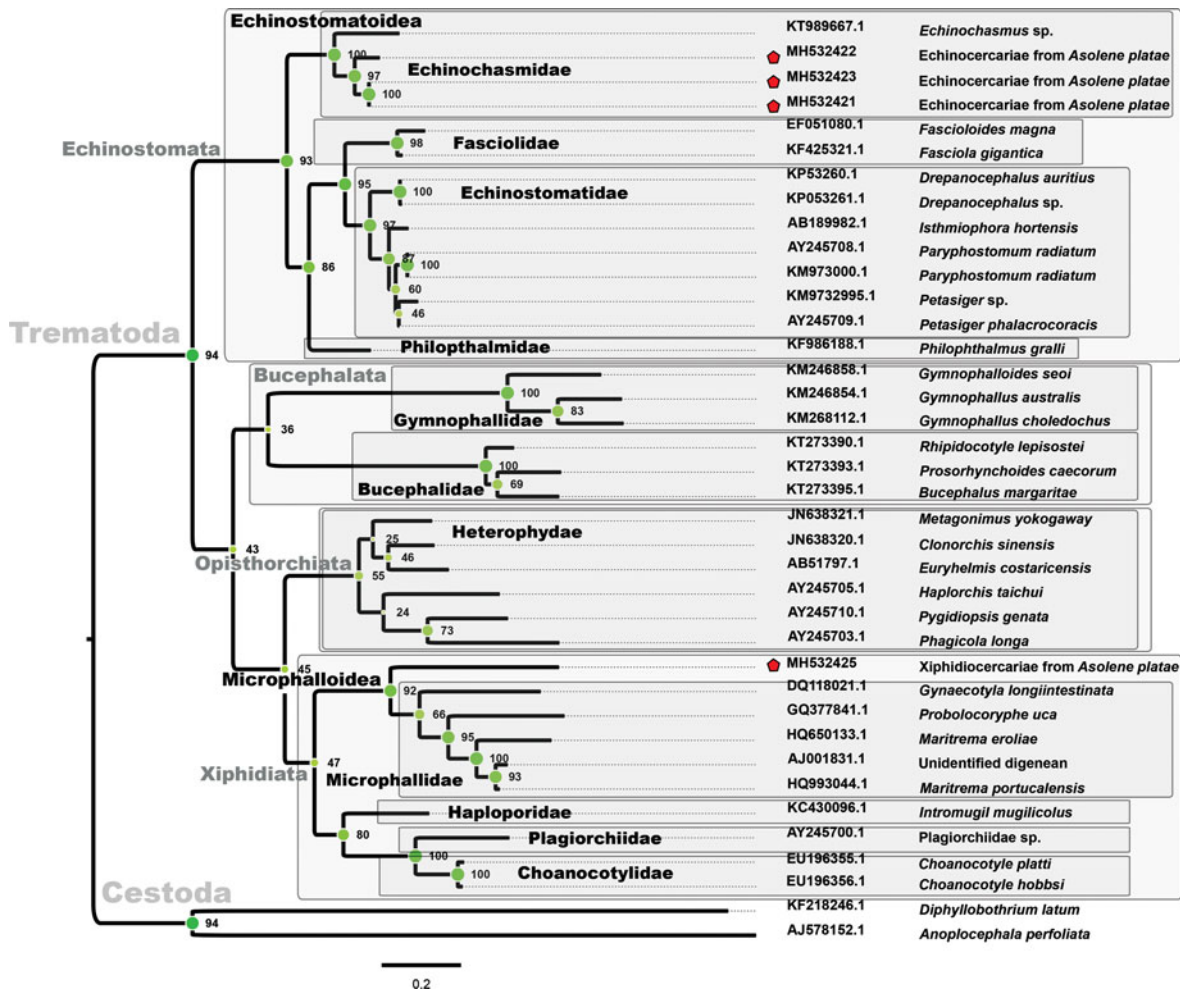 Echinostomatoidea
KT989667.1 Echinochasmus sp.
100
MH532422 Echinocercariae from Asolene platae
97
Echinochasmidae
MH532423 Echinocercariae from Asolene platae
100
MH532421 Echinocercariae from Asolene platae
EF051080.1 Fascioloides magna
Echinostomata
98
Fasciolidae
93
KF425321.1 Fasciola gigantica
KP53260.1 Drepanocephalus auritius
95
Echinostomatidae
100
KP053261.1 Drepanocephalus sp.
97
AB189982.1 Isthmiophora hortensis
AY245708.1 Paryphostomum radiatum
87
100
86
KM973000.1 Paryphostomum radiatum
60
KM9732995.1 Petasiger sp.
46
AY245709.1 Petasiger phalacrocoracis
Trematoda
Philopthalmidae
KF986188.1 Philophthalmus gralli
94
Bucephalata
KM246858.1 Gymnophalloides seoi
100
KM246854.1 Gymnophallus australis
Gymnophallidae
83
KM268112.1 Gymnophallus choledochus
36
KT273390.1 Rhipidocotyle lepisostei
100
KT273393.1 Prosorhynchoides caecorum
69
Bucephalidae
KT273395.1 Bucephalus margaritae
JN638321.1 Metagonimus yokogaway
Heterophydae
25
43
JN638320.1 Clonorchis sinensis
46
Opisthorchiata
AB51797.1 Euryhelmis costaricensis
55
AY245705.1 Haplorchis taichui
24
AY245710.1 Pygidiopsis genata
73
AY245703.1 Phagicola longa
45
MH532425 Xiphidiocercariae from Asolene platae
Microphalloidea
92
DQ118021.1 Gynaecotyla longiintestinata
66
GQ377841.1 Probolocoryphe uca
95
HQ650133.1 Maritrema eroliae
100
AJ001831.1 Unidentified digenean
47
Xiphidiata
Microphallidae
93
HQ993044.1 Maritrema portucalensis
Haploporidae
KC430096.1 Intromugil mugilicolus
80
Plagiorchiidae
AY245700.1 Plagiorchiidae sp.
100
EU196355.1 Choanocotyle platti
Choanocotylidae
100
EU196356.1 Choanocotyle hobbsi
Cestoda
KF218246.1 Diphyllobothrium latum
94
AJ578152.1 Anoplocephala perfoliata
0.2